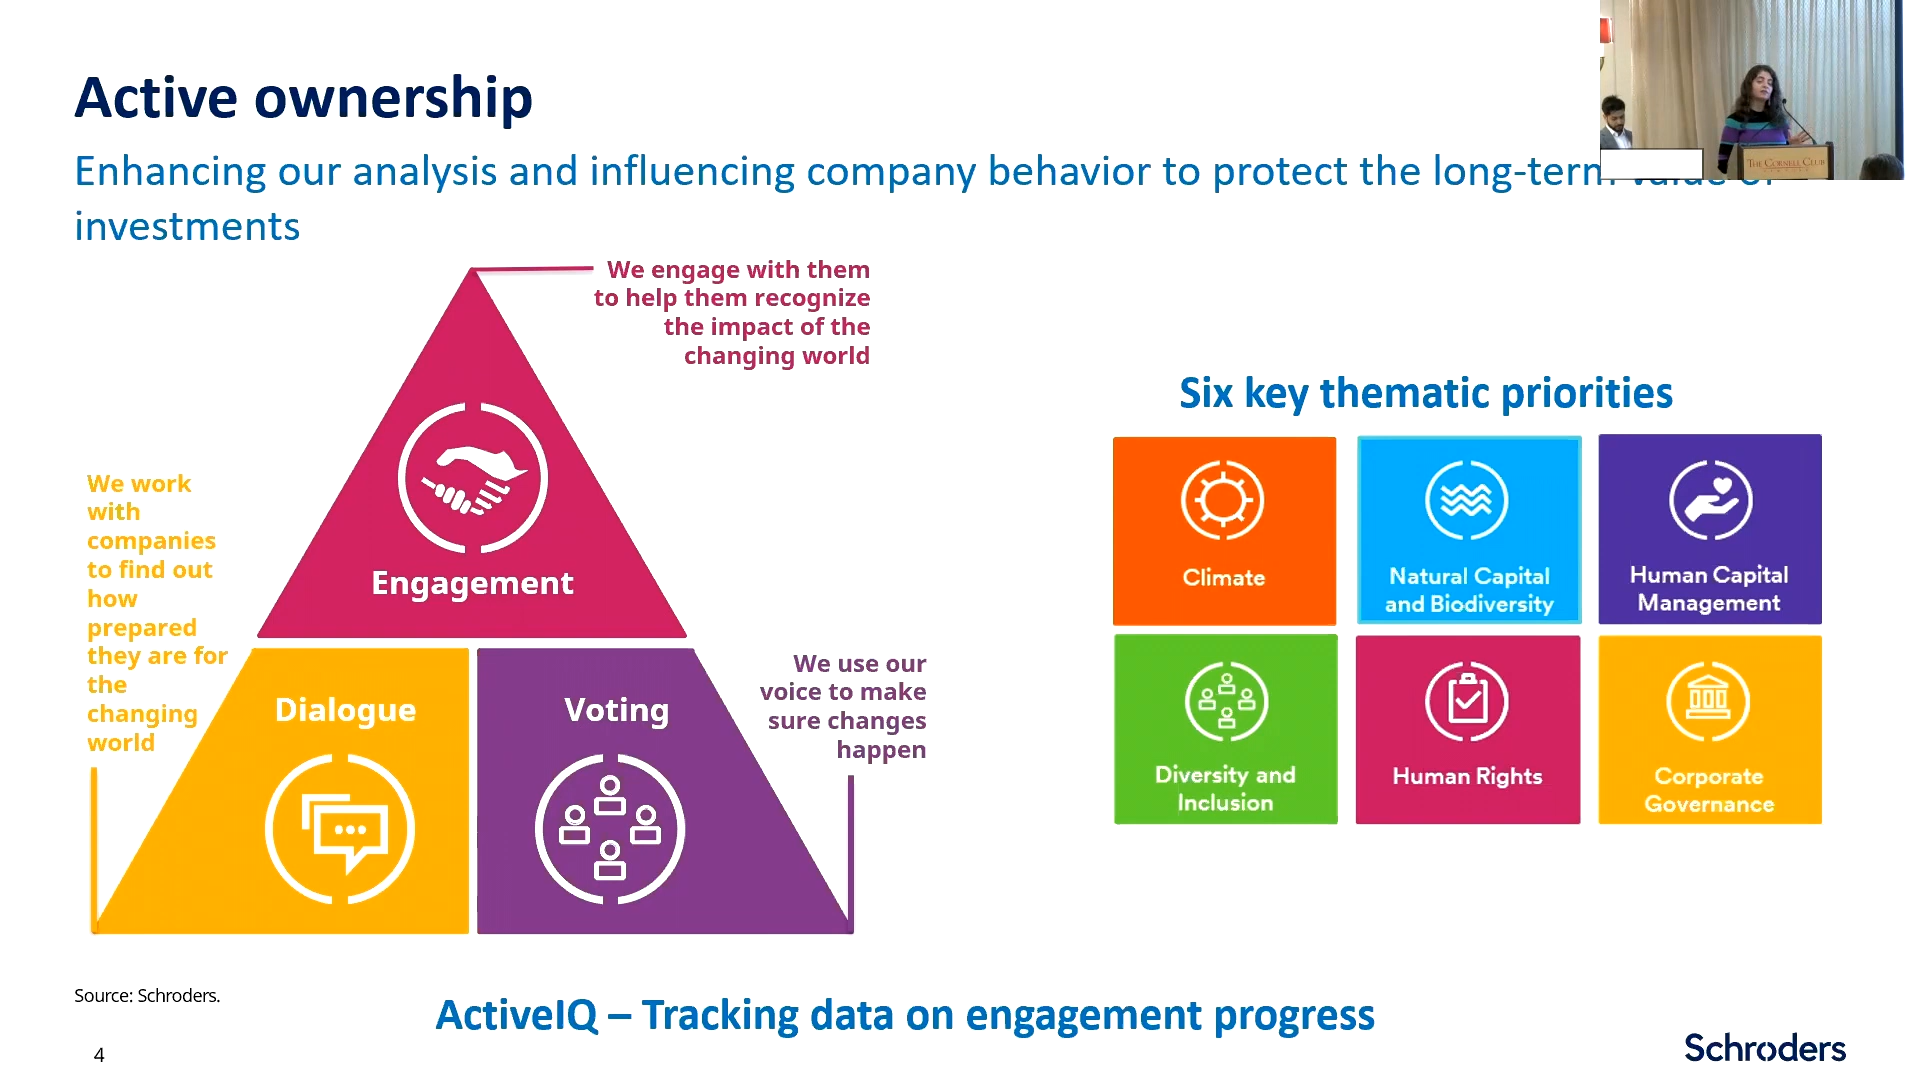 Active ownership
Enhancing our analysis and influencing company behavior to protect the long-term value of
investments
We engage with them
to help them recognize
the impact of the
changing world
Engagement
We work
with
companies
to find out
how
prepared
they are for
the
changing
world
Dialogue
Voting
We use our
voice to make
sure changes
happen
Six key thematic priorities
Climate
Natural Capital
and Biodiversity
Human Capital
Management
Diversity and
Inclusion
Human Rights
Corporate
Governance
THE CORNELL CLUB
Source: Schroders.
ActiveIQ – Tracking data on engagement progress
4
Schroders